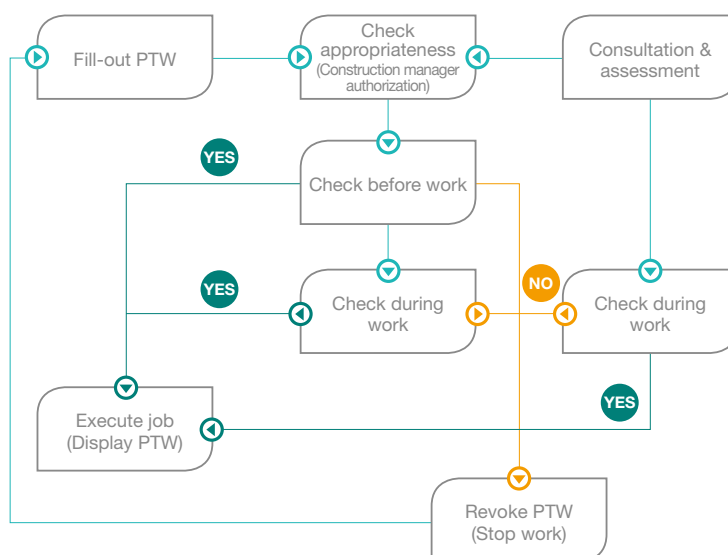 Fill-out PTW
Check
appropriateness
(Construction manager
authorization)
Consultation &
assessment
YES
Check before work
YES
Check during
work
NO
Check during
work
Execute job
(Display PTW)
YES
Revoke PTW
(Stop work)